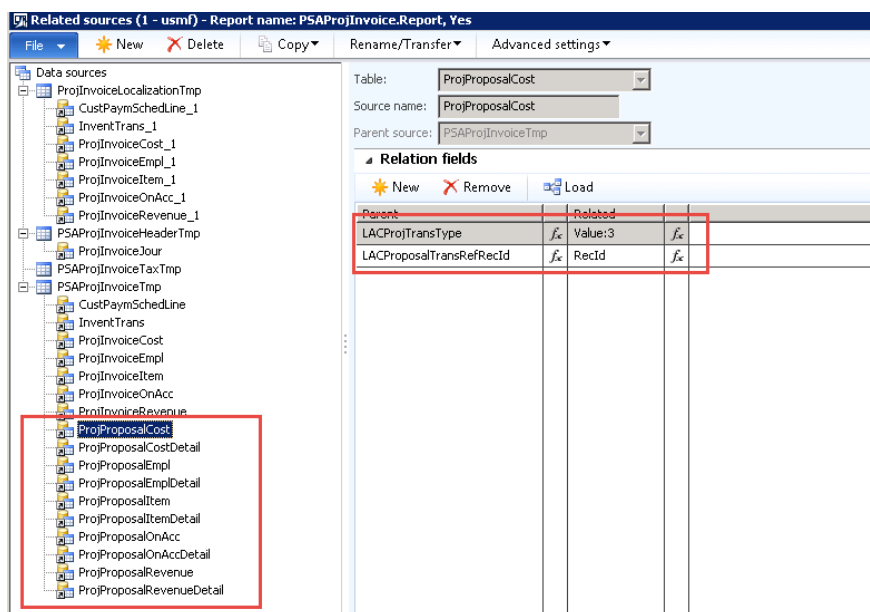 Related sources (1 - usmf) - Report name: PSAProjInvoice.Report, Yes
File New Delete Copy Rename/Transfer Advanced settings
Data sources
ProjInvoiceLocalizationTmp
CustPaymSchedLine_1
InventTrans_1
ProjInvoiceCost_1
ProjInvoiceEmpl_1
ProjInvoiceItem_1
ProjInvoiceOnAcc_1
ProjInvoiceRevenue_1
PSAProjInvoiceHeaderTmp
ProjInvoiceJour
PSAProjInvoiceTaxTmp
PSAProjInvoiceTmp
CustPaymSchedLine
InventTrans
ProjInvoiceCost
ProjInvoiceEmpl
ProjInvoiceItem
ProjInvoiceOnAcc
ProjInvoiceRevenue
ProjProposalCost
ProjProposalCostDetail
ProjProposalEmpl
ProjProposalEmplDetail
ProjProposalItem
ProjProposalItemDetail
ProjProposalOnAcc
ProjProposalOnAccDetail
ProjProposalRevenue
ProjProposalRevenueDetail
Table: ProjProposalCost
Source name: ProjProposalCost
Parent source: PSAProjInvoiceTmp
Relation fields
New Remove Load
Parent Related
LACProjTransType fx Value:3 fx
LACProposalTransRefRecId fx RecId fx